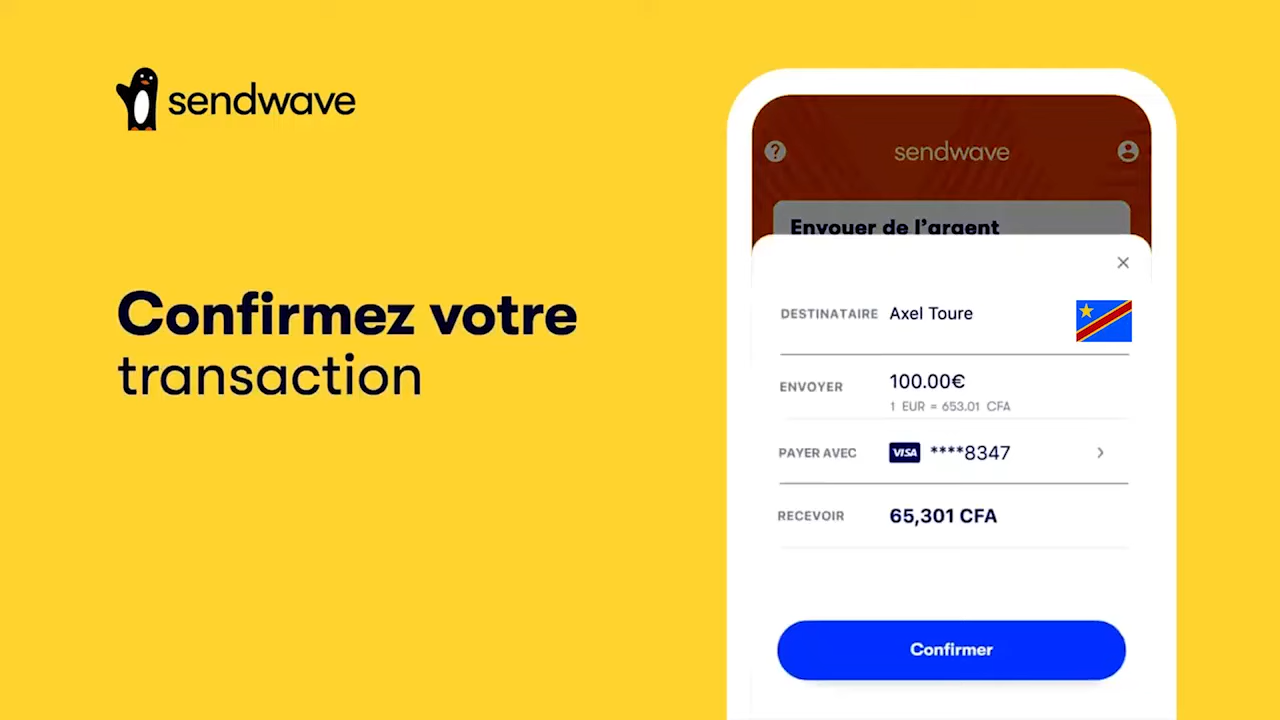 sendwave
Confirmez votre
transaction
?
sendwave
Envoyer de l'argent
DESTINATAIRE Axel Toure
ENVOYER 100.00€
1 EUR = 653.01 CFA
PAYER AVEC VISA ****8347
RECEVOIR 65,301 CFA
Confirmer